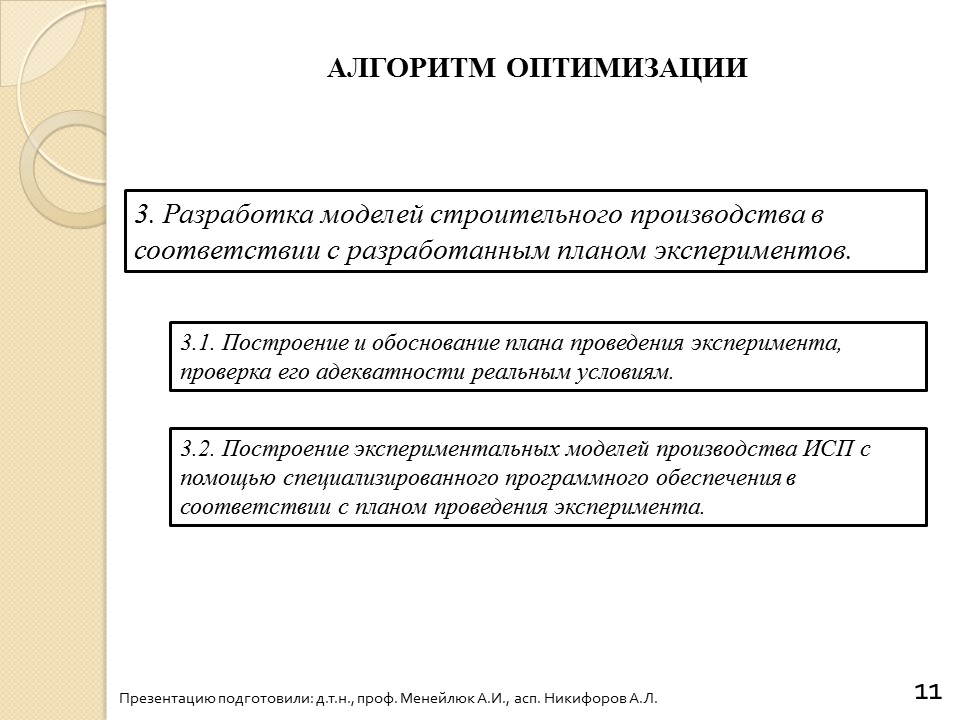 АЛГОРИТМ ОПТИМИЗАЦИИ
3. Разработка моделей строительного производства в
соответствии с разработанным планом экспериментов.
3.1. Построение и обоснование плана проведения эксперимента,
проверка его адекватности реальным условиям.
3.2. Построение экспериментальных моделей производства ИСП с
помощью специализированного программного обеспечения в
соответствии с планом проведения эксперимента.
Презентацию подготовили: д.т.н., проф. Менейлюк А.И., асп. Никифоров А.Л.
11